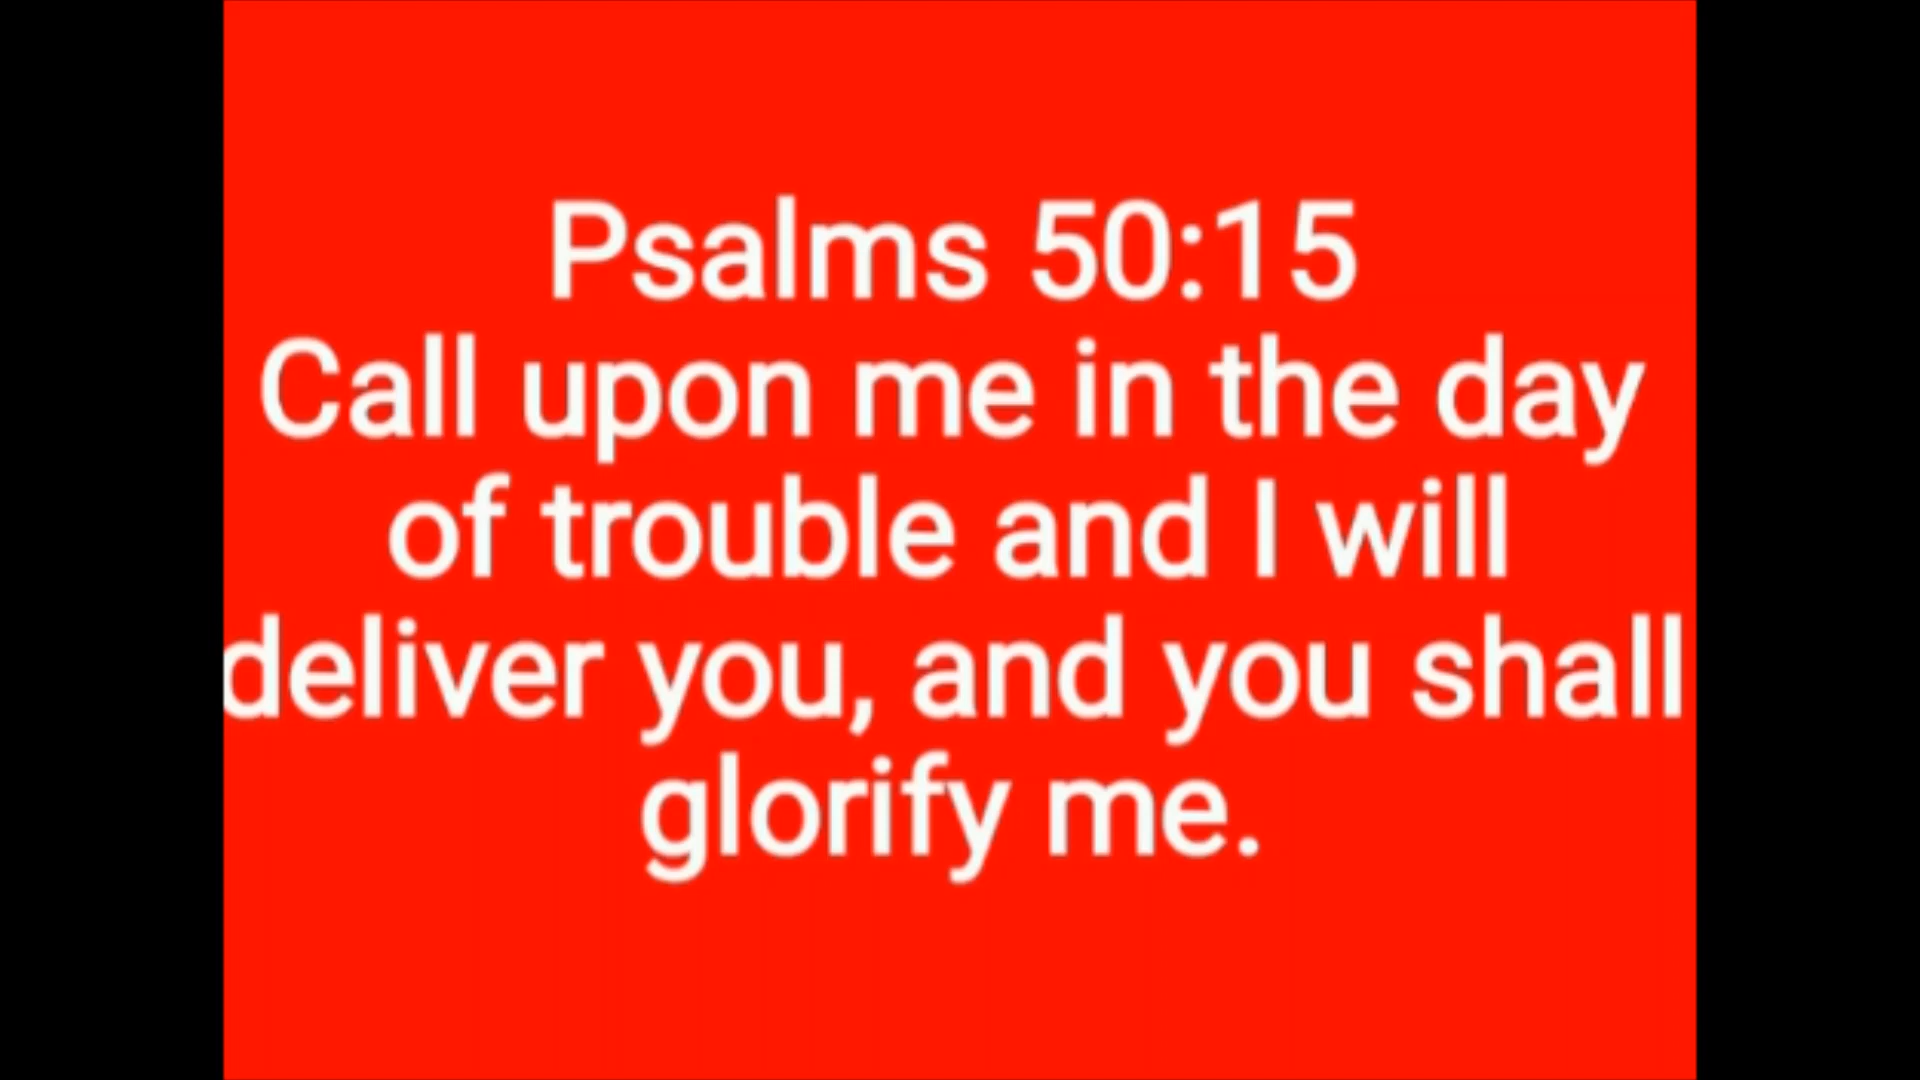 Psalms 50:15
Call upon me in the day
of trouble and I will
deliver you, and you shall
glorify me.